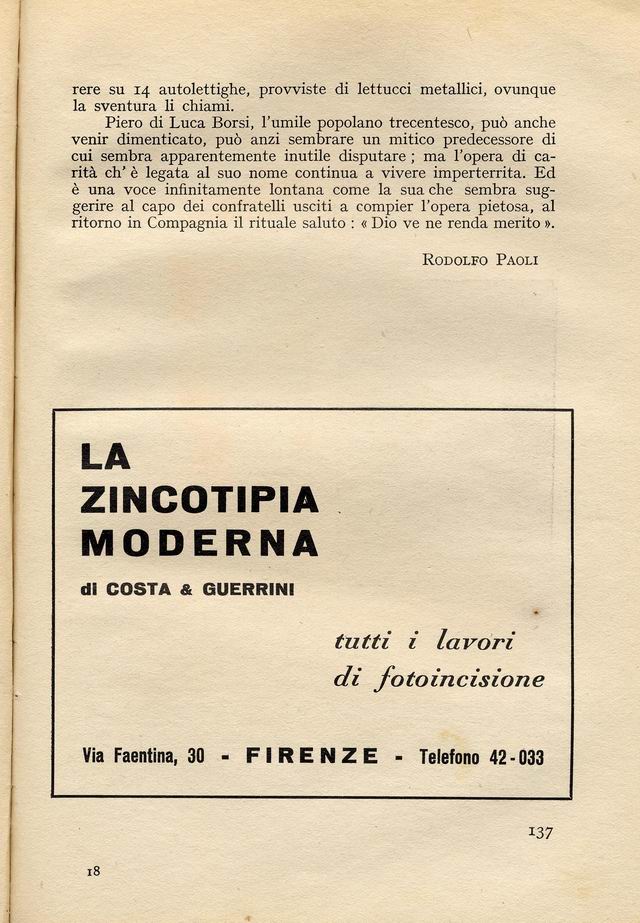 rere su 14 autolettighe, provviste di lettucci metallici, ovunque
la sventura li chiami.
Piero di Luca Borsi, l'umile popolano trecentesco, può anche
venir dimenticato, può anzi sembrare un mitico predecessore di
cui sembra apparentemente inutile disputare ; ma l'opera di ca-
rità ch' è legata al suo nome continua a vivere imperterrita. Ed
è una voce infinitamente lontana come la sua che sembra sug-
gerire al capo dei confratelli usciti a compier l'opera pietosa, al
ritorno in Compagnia il rituale saluto : « Dio ve ne renda merito ».
RODOLFO PAOLI
LA
ZINCOTIPIA
MODERNA
di COSTA & GUERRINI
tutti i lavori
di fotoincisione
Via Faentina, 30 - FIRENZE - Telefono 42-033
137
18